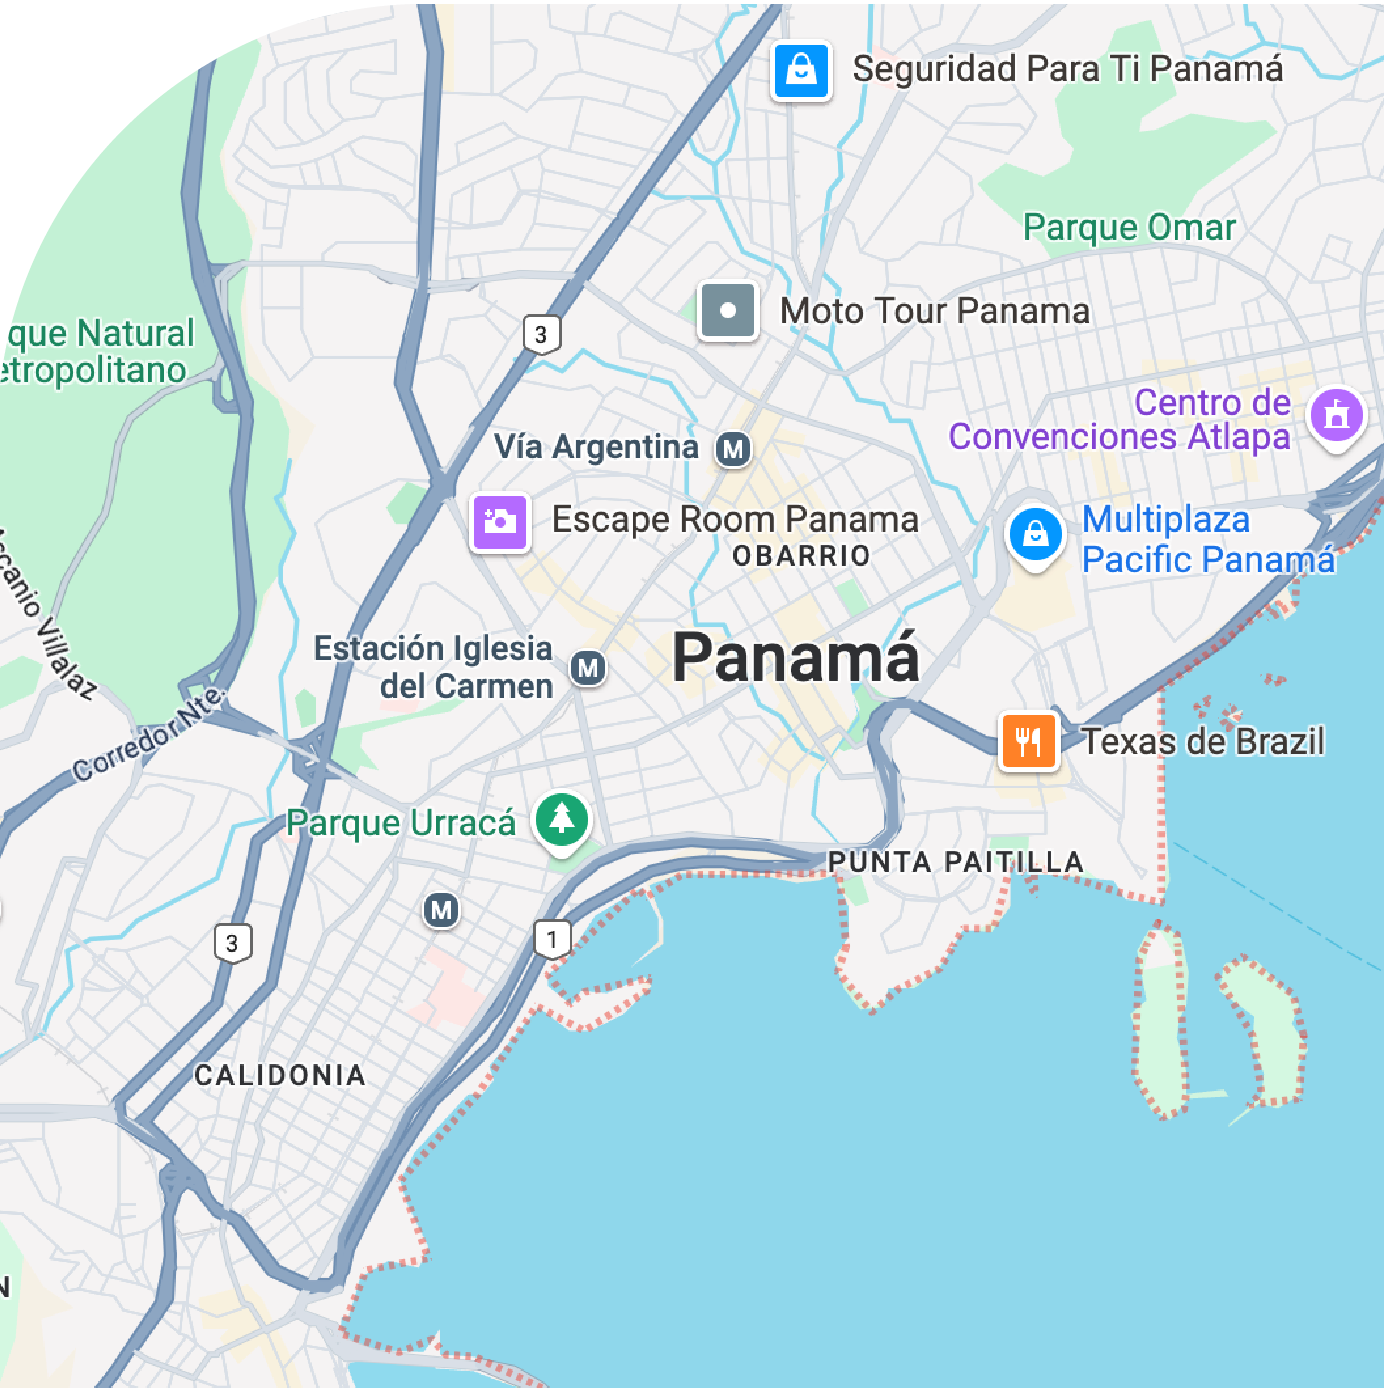 Seguridad Para Ti Panamá
Parque Omar
Moto Tour Panama
que Natural
etropolitano
3
Centro de
Convenciones Atlapa
Vía Argentina
M
Escape Room Panama
OBARRIO
Multiplaza
Pacific Panamá
Ascanio Villalaz
Estación Iglesia
del Carmen
M
Panamá
Corredor Nte.
Texas de Brazil
Parque Urracá
PUNTA PAITILLA
M
3
1
CALIDONIA
N